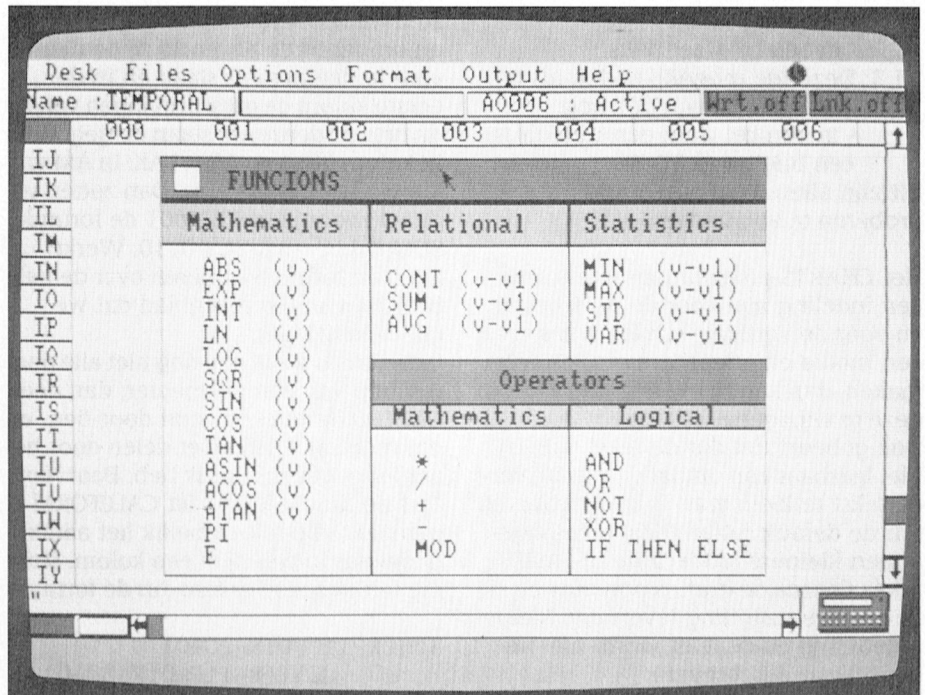 Desk Files Options Format Output Help
Name :TEMPORAL A0006 Active Wrt.off Lnk.off
000 001 002 003 004 005 006
IJ
IK
IL
IM
IN
IO
IP
IQ
IR
IS
IT
IU
IV
IW
IX
IY
FUNCIONS
Mathematics Relational Statistics
ABS (v)
EXP (v)
INT (v)
LN (v)
LOG (v)
SQR (v)
SIN (v)
COS (v)
TAN (v)
ASIN (v)
ACOS (v)
ATAN (v)
PI
E
CONT (v-v1)
SUM (v-v1)
AVG (v-v1)
MIN (v-v1)
MAX (v-v1)
STD (v-v1)
VAR (v-v1)
Operators
Mathematics Logical
*
/
+
-
MOD
AND
OR
NOT
XOR
IF THEN ELSE
"